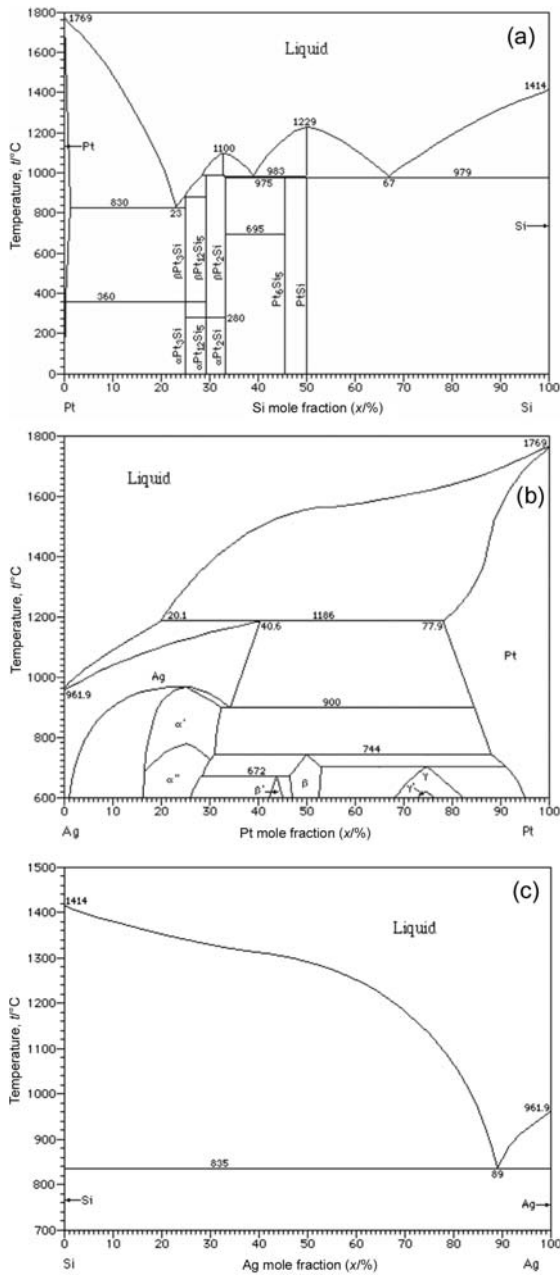 (a)
1800
1600
1400
1200
1000
800
600
400
200
0
Temperature, t/°C
1769
Liquid
1414
Pt
1229
1100
983
975
67
979
830
23
Si
695
360
280
βPt3Si
βPt12Si5
βPt2Si
Pt6Si5
PtSi
αPt3Si
αPt12Si5
αPt2Si
0 10 20 30 40 50 60 70 80 90 100
Pt Si mole fraction (x/%) Si
(b)
1800
1600
1400
1200
1000
800
600
Temperature, t/°C
1769
Liquid
20.1 1186
40.6 77.9
Pt
Ag
961.9
900
α'
744
672
α''
β'
β
γ
γ'
0 10 20 30 40 50 60 70 80 90 100
Ag Pt mole fraction (x/%) Pt
(c)
1500
1400
1300
1200
1100
1000
900
800
700
Temperature, t/°C
1414
Liquid
961.9
835
89
Si
Ag
0 10 20 30 40 50 60 70 80 90 100
Si Ag mole fraction (x/%) Ag